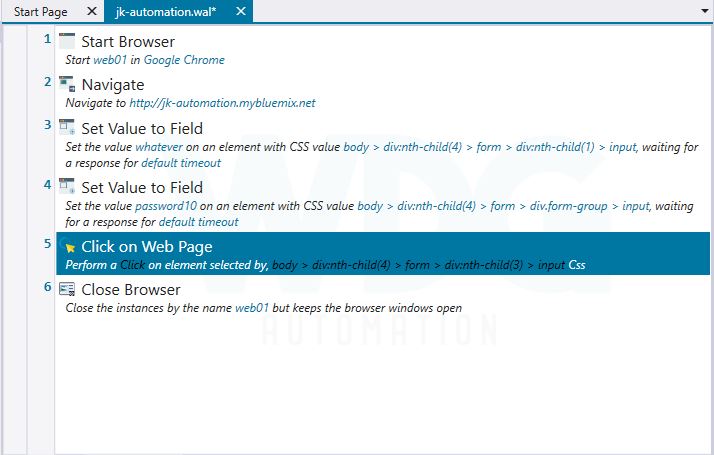 Start Page
jk-automation.wal*
1 Start Browser
Start web01 in Google Chrome
2 Navigate
Navigate to http://jk-automation.mybluemix.net
3 Set Value to Field
Set the value whatever on an element with CSS value body > div:nth-child(4) > form > div:nth-child(1) > input, waiting for
a response for default timeout
4 Set Value to Field
Set the value password10 on an element with CSS value body > div:nth-child(4) > form > div.form-group > input, waiting
for a response for default timeout
5 Click on Web Page
Perform a Click on element selected by, body > div:nth-child(4) > form > div:nth-child(3) > input Css
6 Close Browser
Close the instances by the name web01 but keeps the browser windows open
WDG
AUTOMATION